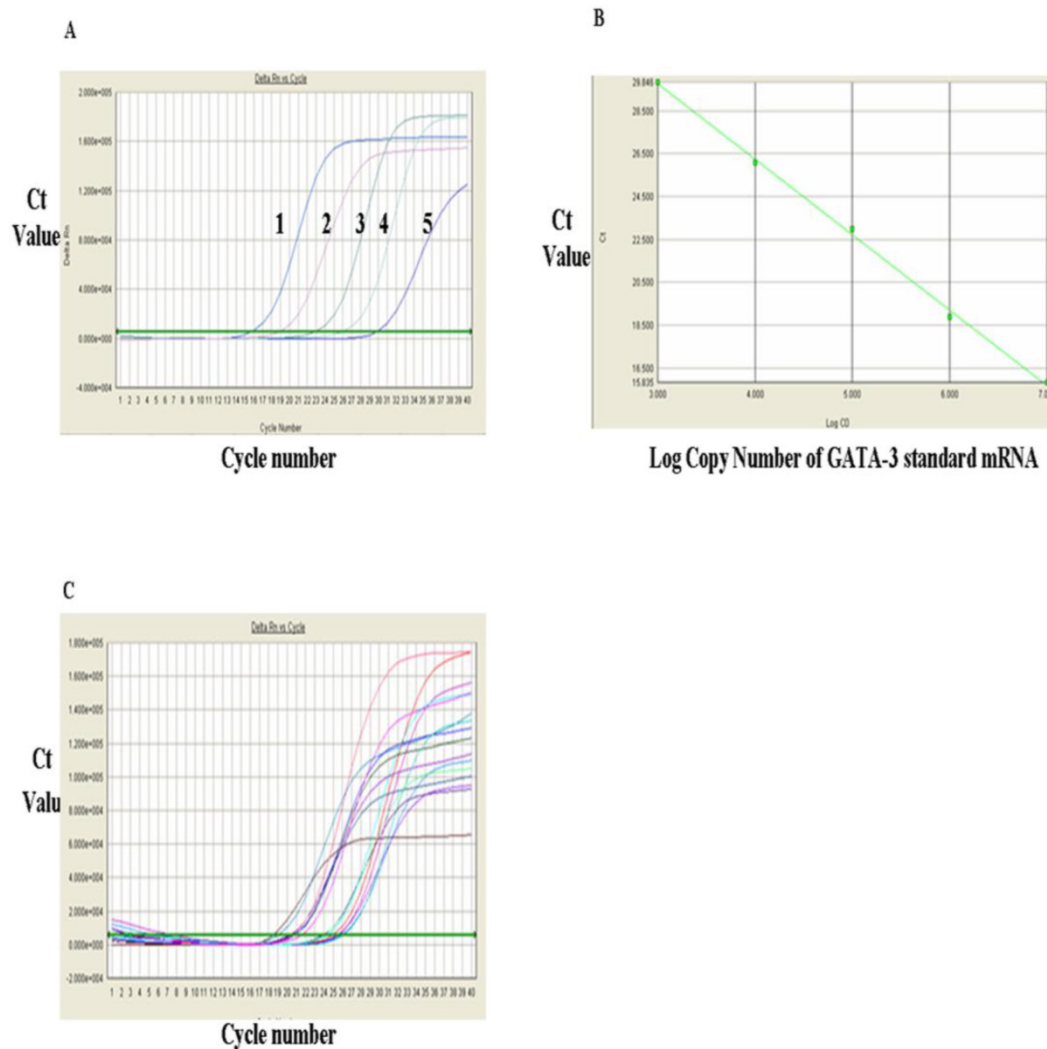 A
Delta Rn vs Cycle
2.000e+005
1.600e+005
1.200e+005
8.000e+004
4.000e+004
0.000e+000
-4.000e+004
Ct
Value
Delta Rn
1 2 3 4 5
1 2 3 4 5 6 7 8 9 10 11 12 13 14 15 16 17 18 19 20 21 22 23 24 25 26 27 28 29 30 31 32 33 34 35 36 37 38 39 40
Cycle Number
Cycle number
B
28.500
26.500
24.500
22.500
20.500
18.500
16.500
15.835
Ct
Value
Ct
3.000 4.000 5.000 6.000 7.0
Log CO
Log Copy Number of GATA-3 standard mRNA
C
Delta Rn vs Cycle
1.800e+005
1.600e+005
1.400e+005
1.200e+005
1.000e+005
8.000e+004
6.000e+004
4.000e+004
2.000e+004
0.000e+000
-2.000e+004
Ct
Valu
1 2 3 4 5 6 7 8 9 10 11 12 13 14 15 16 17 18 19 20 21 22 23 24 25 26 27 28 29 30 31 32 33 34 35 36 37 38 39 40
Cycle number